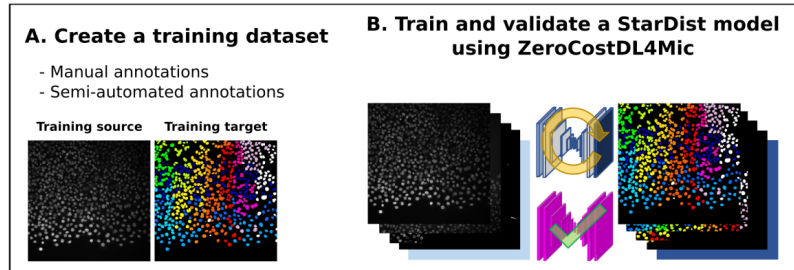 A. Create a training dataset
- Manual annotations
- Semi-automated annotations
Training source
Training target
B. Train and validate a StarDist model
using ZeroCostDL4Mic